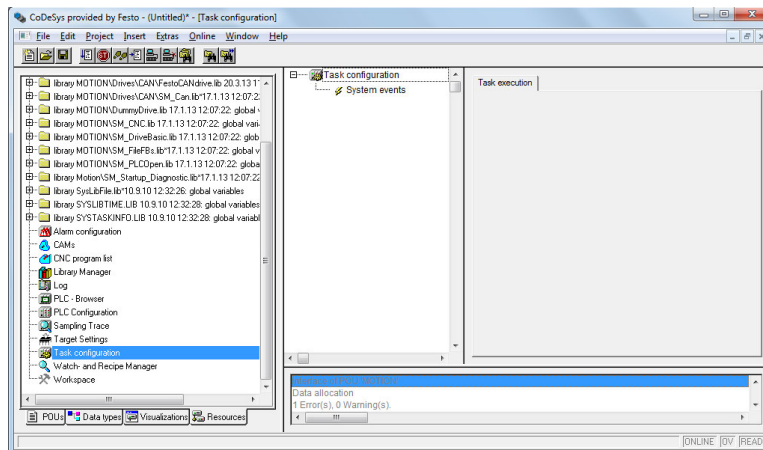 CoDeSys provided by Festo - (Untitled)* - [Task configuration]
File Edit Project Insert Extras Online Window Help
library MOTION\Drives\CAN\FestoCANdrive.lib 20.3.13 1
library MOTION\Drives\CAN\SM_Can.lib*17.1.13 12:07:2
library MOTION\DummyDrive.lib 17.1.13 12:07:22: global
library MOTION\SM_CNC.lib 17.1.13 12:07:22: global vari
library MOTION\SM_DriveBasic.lib 17.1.13 12:07:22: glob
library MOTION\SM_FileFBs.lib*17.1.13 12:07:22: global v
library MOTION\SM_PLCOpen.lib 17.1.13 12:07:22: globa
library Motion\SM_Startup_Diagnostic.lib*17.1.13 12:07:22
library SysLibFile.lib*10.9.10 12:32:26: global variables
library SYSLIBTIME.LIB 10.9.10 12:32:28: global variables
library SYSTASKINFO.LIB 10.9.10 12:32:28: global variabl
Alarm configuration
CAMs
CNC program list
Library Manager
Log
PLC - Browser
PLC Configuration
Sampling Trace
Target Settings
Task configuration
Watch- and Recipe Manager
Workspace
POUs Data types Visualizations Resources
Task configuration
System events
Task execution
Data allocation
1 Error(s), 0 Warning(s).
ONLINE OV READ